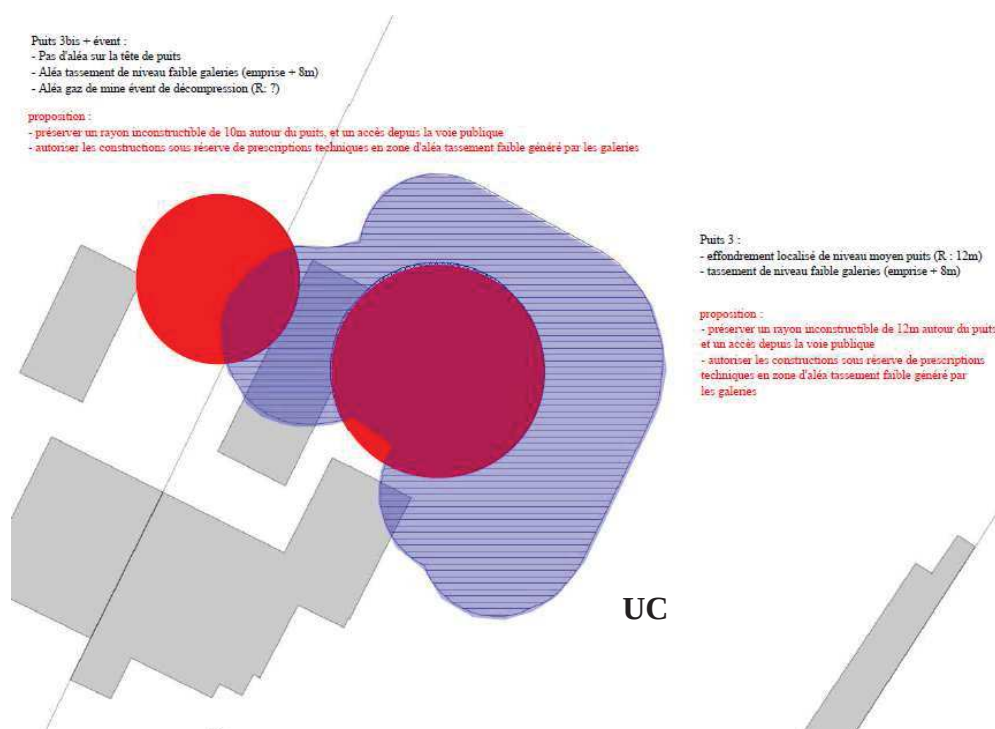 Puits 3bis + évent :
- Pas d'aléa sur la tête de puits
- Aléa tassement de niveau faible galeries (emprise + 8m)
- Aléa gaz de mine évent de décompression (R: ?)
proposition :
- préserver un rayon inconstructible de 10m autour du puits, et un accès depuis la voie publique
- autoriser les constructions sous réserve de prescriptions techniques en zone d'aléa tassement faible généré par les galeries
Puits 3 :
- effondrement localisé de niveau moyen puits (R : 12m)
- tassement de niveau faible galeries (emprise + 8m)
proposition :
- préserver un rayon inconstructible de 12m autour du puits
et un accès depuis la voie publique
- autoriser les constructions sous réserve de prescriptions
techniques en zone d'aléa tassement faible généré par
les galeries
UC